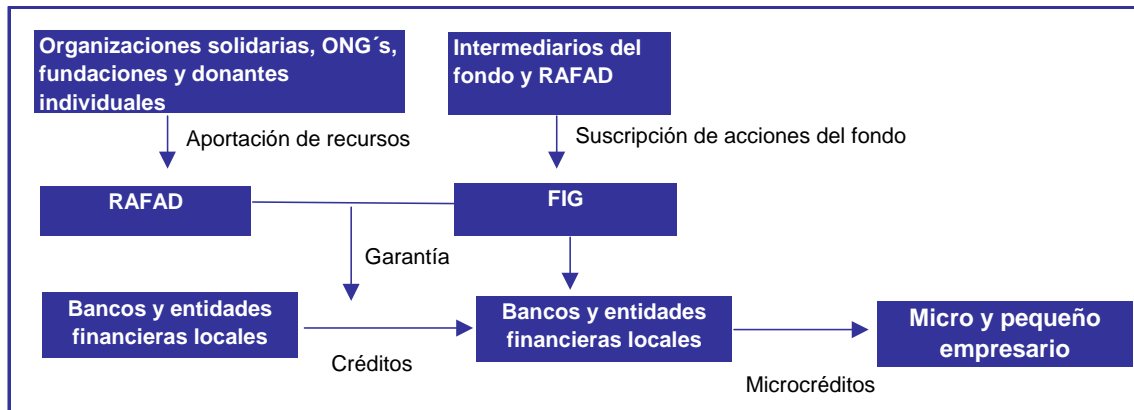 Organizaciones solidarias, ONG´s,
fundaciones y donantes
individuales
Intermediarios del
fondo y RAFAD
Aportación de recursos
Suscripción de acciones del fondo
RAFAD
FIG
Garantía
Bancos y entidades
financieras locales
Créditos
Bancos y entidades
financieras locales
Microcréditos
Micro y pequeño
empresario